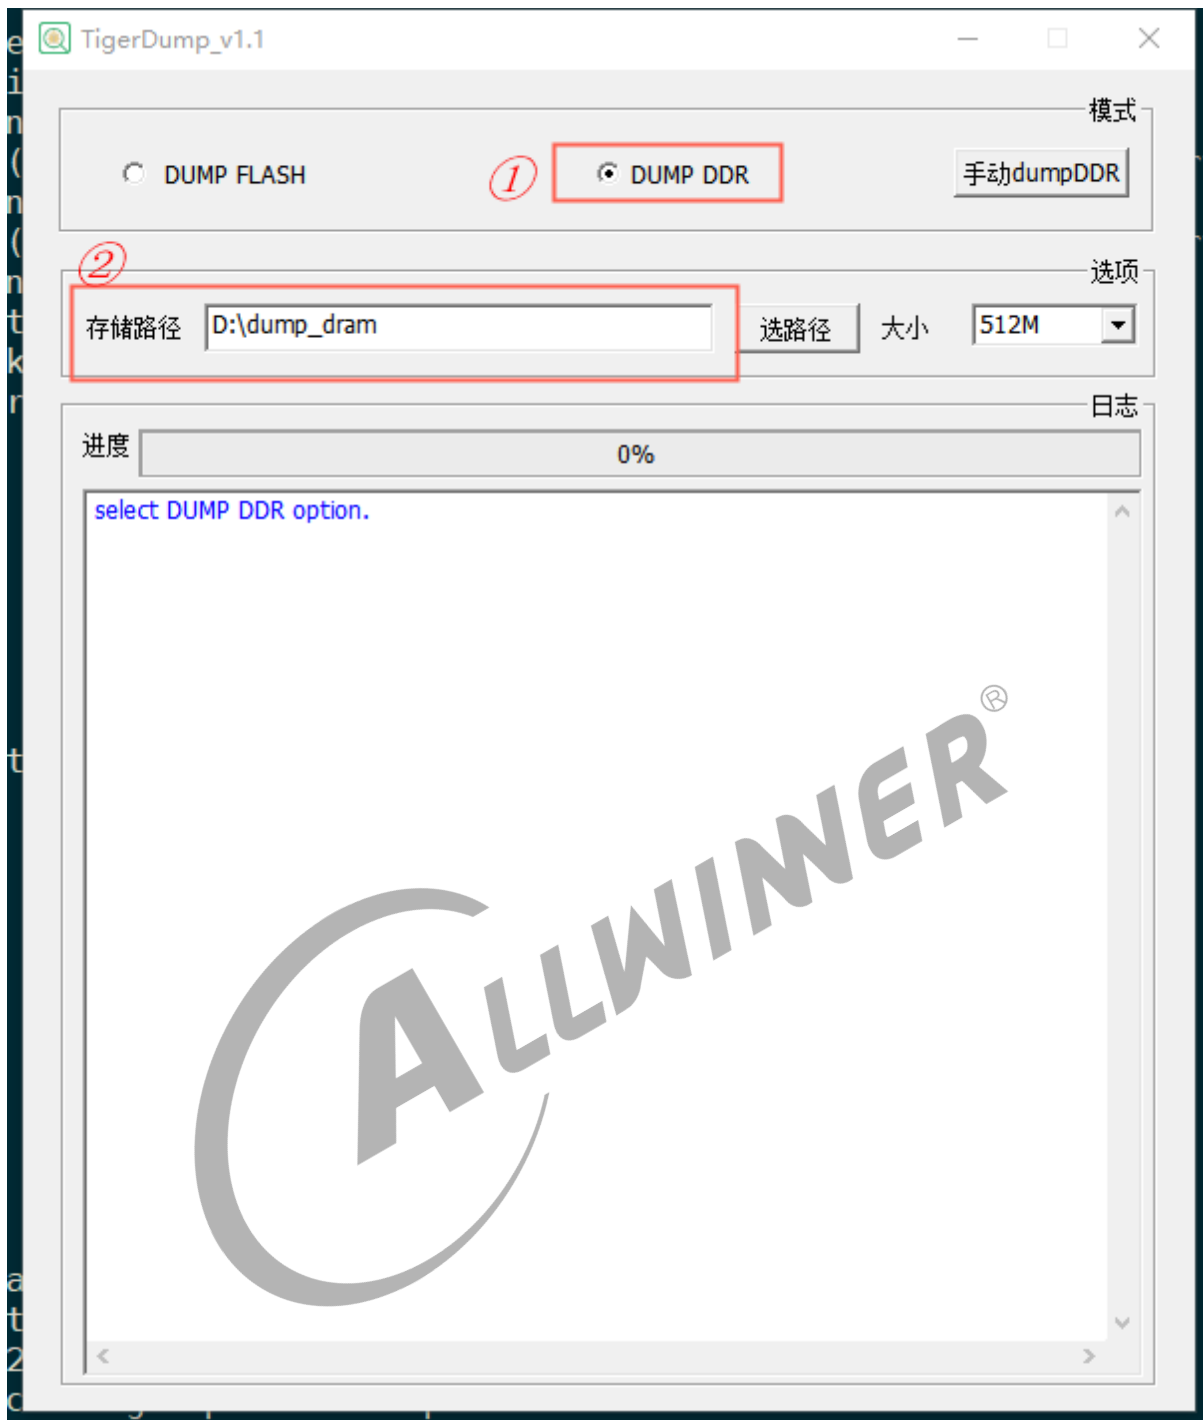 TigerDump_v1.1
模式
DUMP FLASH
① DUMP DDR
手动dumpDDR
②
选项
存储路径 D:\dump_dram 选路径 大小 512M
日志
进度 0%
select DUMP DDR option.
ALLWINNER®